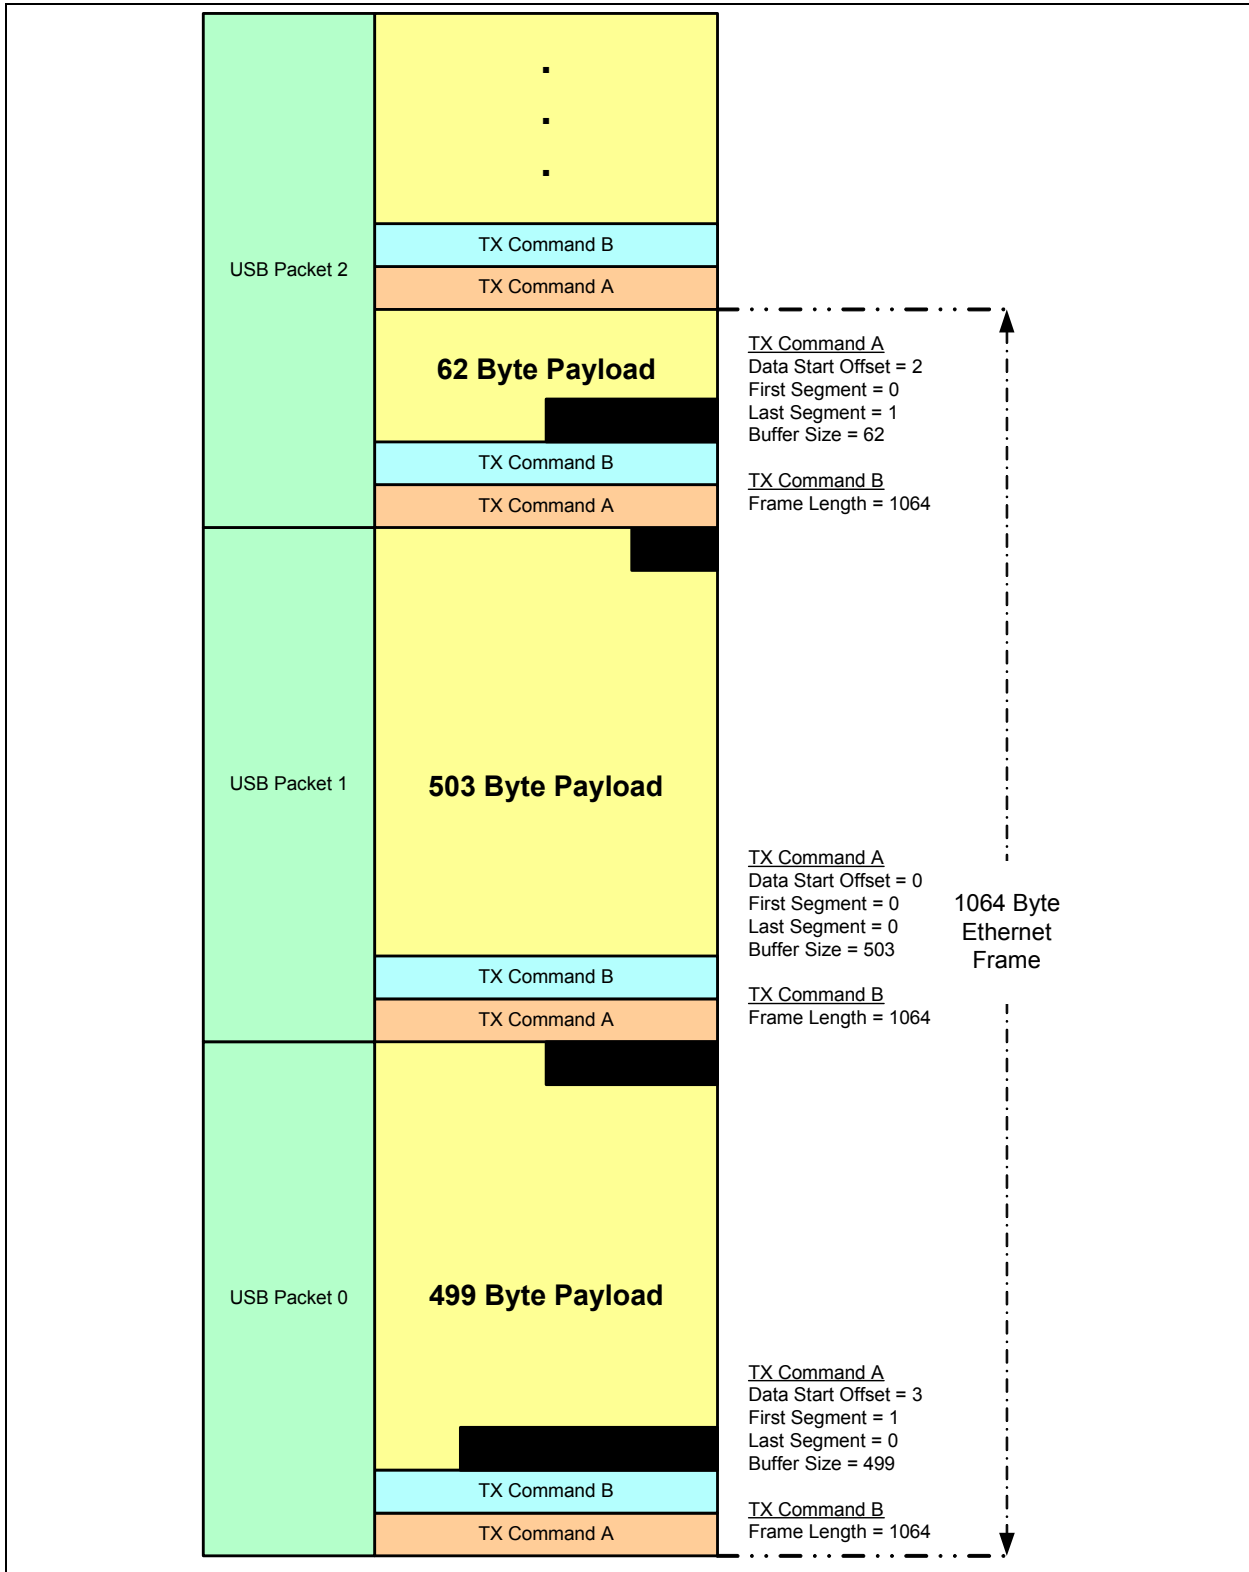 USB Packet 2
TX Command B
TX Command A
62 Byte Payload
TX Command B
TX Command A
TX Command A
Data Start Offset = 2
First Segment = 0
Last Segment = 1
Buffer Size = 62
TX Command B
Frame Length = 1064
USB Packet 1
503 Byte Payload
TX Command B
TX Command A
TX Command A
Data Start Offset = 0
First Segment = 0
Last Segment = 0
Buffer Size = 503
TX Command B
Frame Length = 1064
1064 Byte
Ethernet
Frame
USB Packet 0
499 Byte Payload
TX Command B
TX Command A
TX Command A
Data Start Offset = 3
First Segment = 1
Last Segment = 0
Buffer Size = 499
TX Command B
Frame Length = 1064